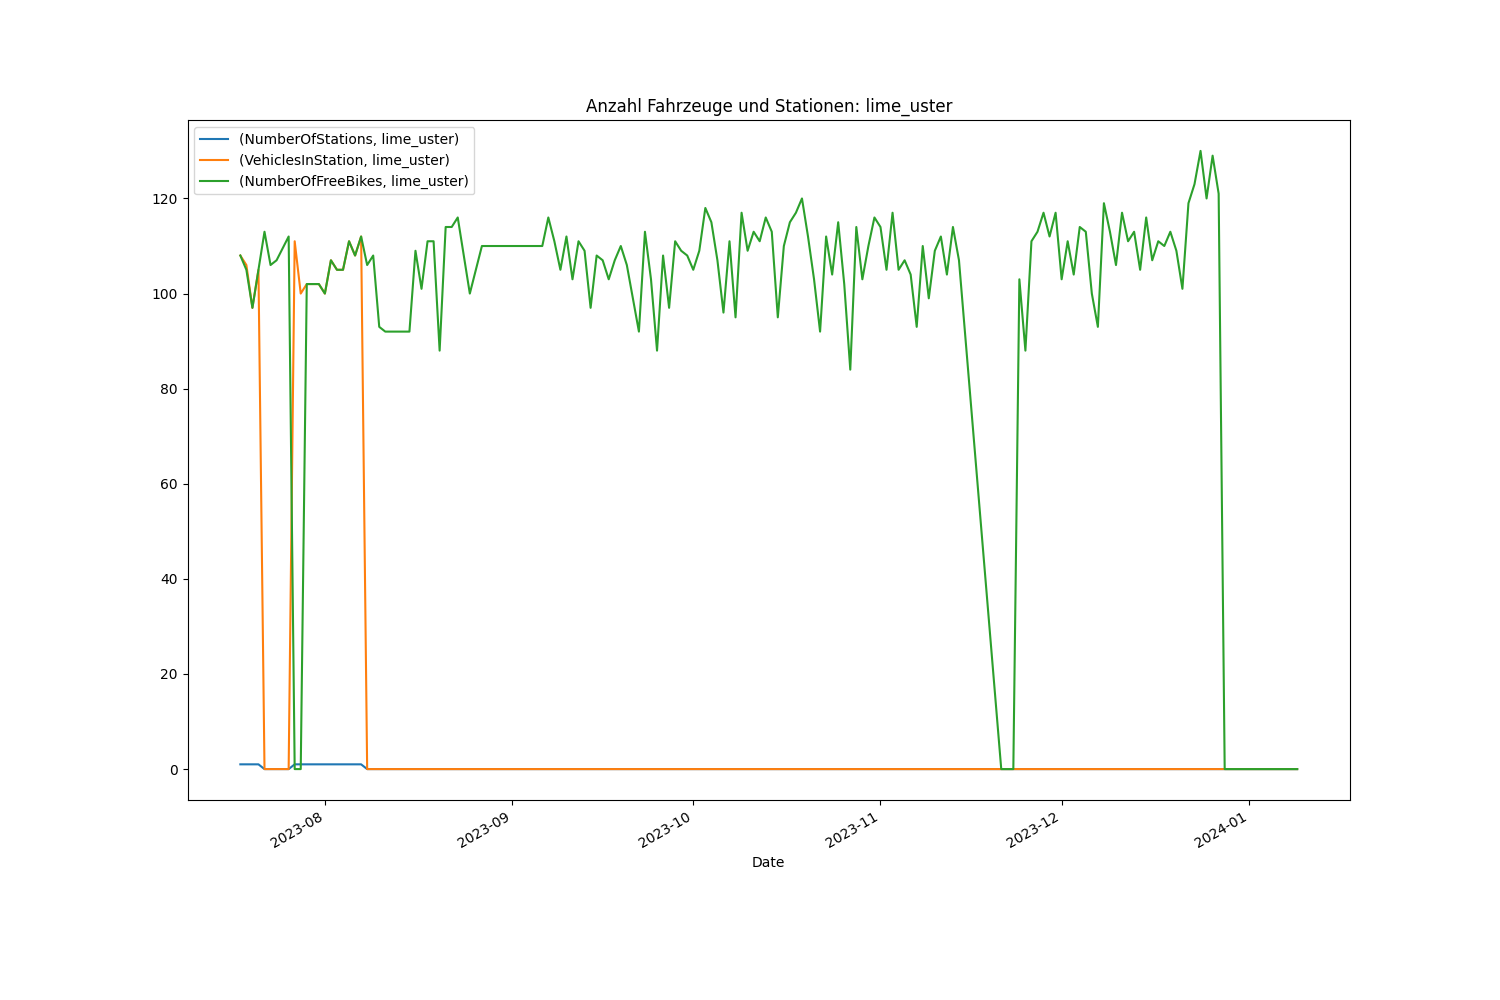 Anzahl Fahrzeuge und Stationen: lime_uster
(NumberOfStations, lime_uster)
(VehiclesInStation, lime_uster)
(NumberOfFreeBikes, lime_uster)
120
100
80
60
40
20
0
2023-08
2023-09
2023-10
2023-11
2023-12
2024-01
Date